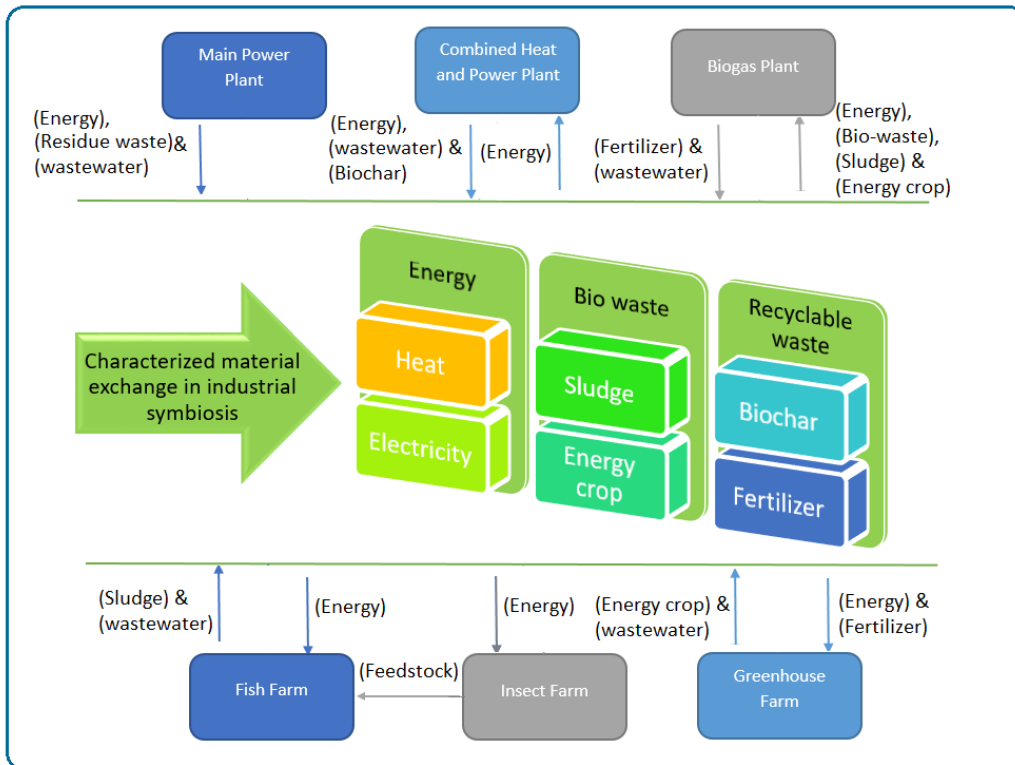 Main Power
Plant
Combined Heat
and Power Plant
Biogas Plant
(Energy),
(Residue waste)&
(wastewater)
(Energy),
(wastewater) &
(Biochar)
(Energy)
(Fertilizer) &
(wastewater)
(Energy),
(Bio-waste),
(Sludge) &
(Energy crop)
Characterized material
exchange in industrial
symbiosis
Energy
Heat
Electricity
Bio waste
Sludge
Energy
crop
Recyclable
waste
Biochar
Fertilizer
(Sludge) &
(wastewater)
(Energy)
(Energy)
(Energy crop) &
(wastewater)
(Energy) &
(Fertilizer)
Fish Farm
(Feedstock)
Insect Farm
Greenhouse
Farm